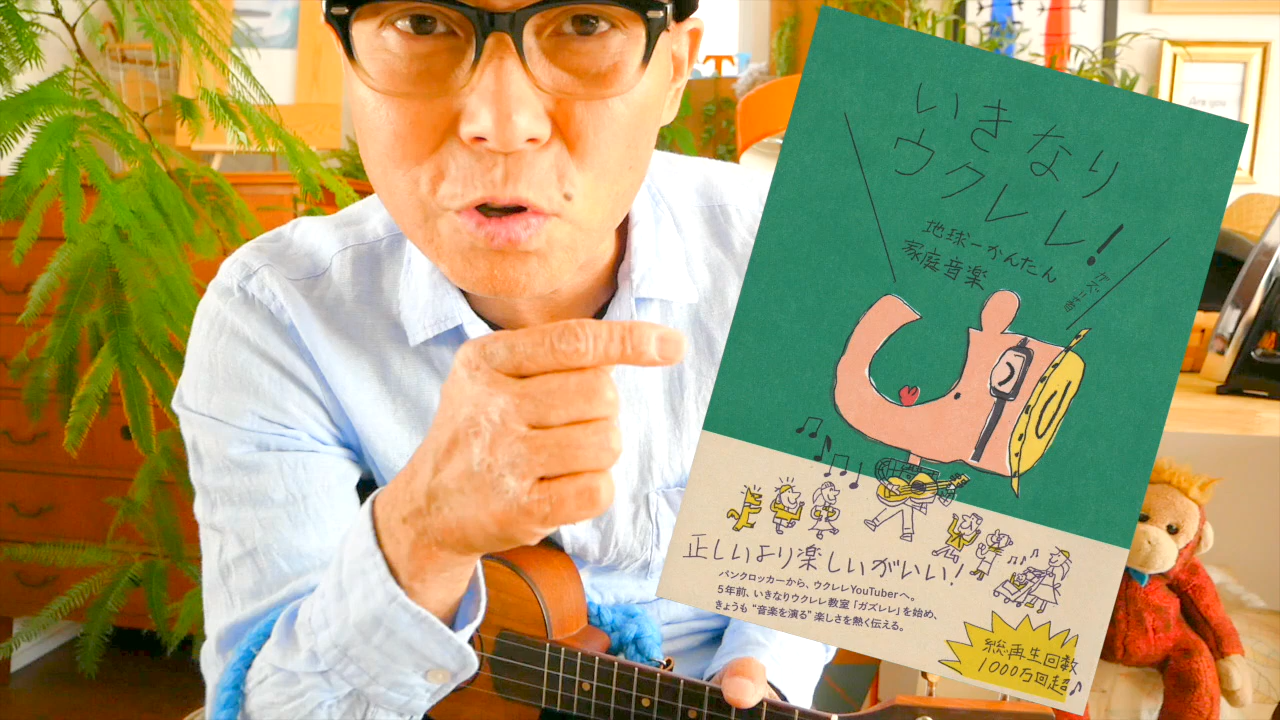 いきなり
ウクレレ!
地球一かんたん
家庭音楽
ガズ::著
正しいより楽しいがいい!
パンクロッカーから、ウクレレYouTuberへ。
5年前、いきなりウクレレ教室「ガズレレ」を始め、
きょうも“音楽を演る”楽しさを熱く伝える。
総再生回数
1000万回超
Are you